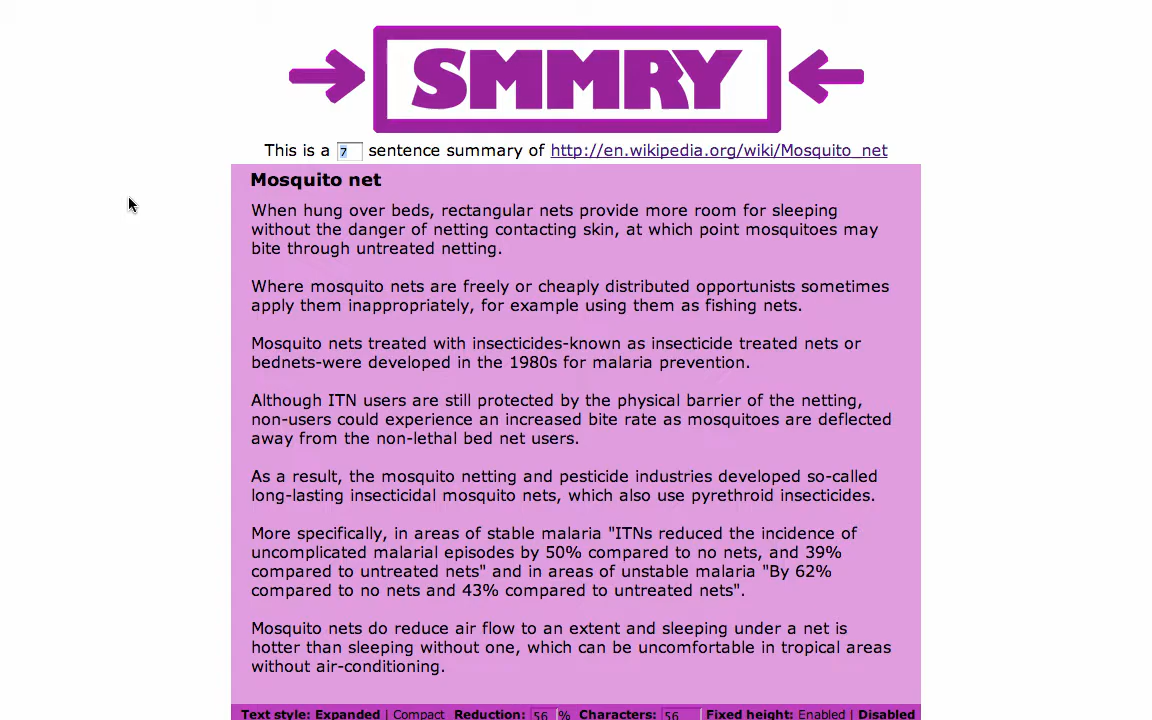 SMMRY
This is a 7 sentence summary of http://en.wikipedia.org/wiki/Mosquito_net
Mosquito net
When hung over beds, rectangular nets provide more room for sleeping
without the danger of netting contacting skin, at which point mosquitoes may
bite through untreated netting.
Where mosquito nets are freely or cheaply distributed opportunists sometimes
apply them inappropriately, for example using them as fishing nets.
Mosquito nets treated with insecticides-known as insecticide treated nets or
bednets-were developed in the 1980s for malaria prevention.
Although ITN users are still protected by the physical barrier of the netting,
non-users could experience an increased bite rate as mosquitoes are deflected
away from the non-lethal bed net users.
As a result, the mosquito netting and pesticide industries developed so-called
long-lasting insecticidal mosquito nets, which also use pyrethroid insecticides.
More specifically, in areas of stable malaria "ITNs reduced the incidence of
uncomplicated malarial episodes by 50% compared to no nets, and 39%
compared to untreated nets" and in areas of unstable malaria "By 62%
compared to no nets and 43% compared to untreated nets".
Mosquito nets do reduce air flow to an extent and sleeping under a net is
hotter than sleeping without one, which can be uncomfortable in tropical areas
without air-conditioning.
Text style: Expanded | Compact Reduction: 56 % Characters: 56 Fixed height: Enabled | Disabled